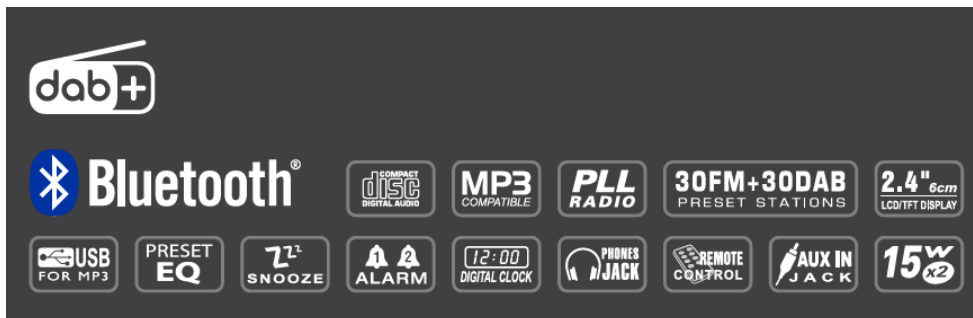 dab+
Bluetooth®
COMPACT
disc
DIGITAL AUDIO
MP3
COMPATIBLE
PLL
RADIO
30FM+30DAB
PRESET STATIONS
2.4" 6cm
LCD/TFT DISPLAY
USB
FOR MP3
PRESET
EQ
ZZZ
SNOOZE
1 2
ALARM
12:00
DIGITAL CLOCK
PHONES
JACK
REMOTE
CONTROL
AUX IN
JACK
15W x2